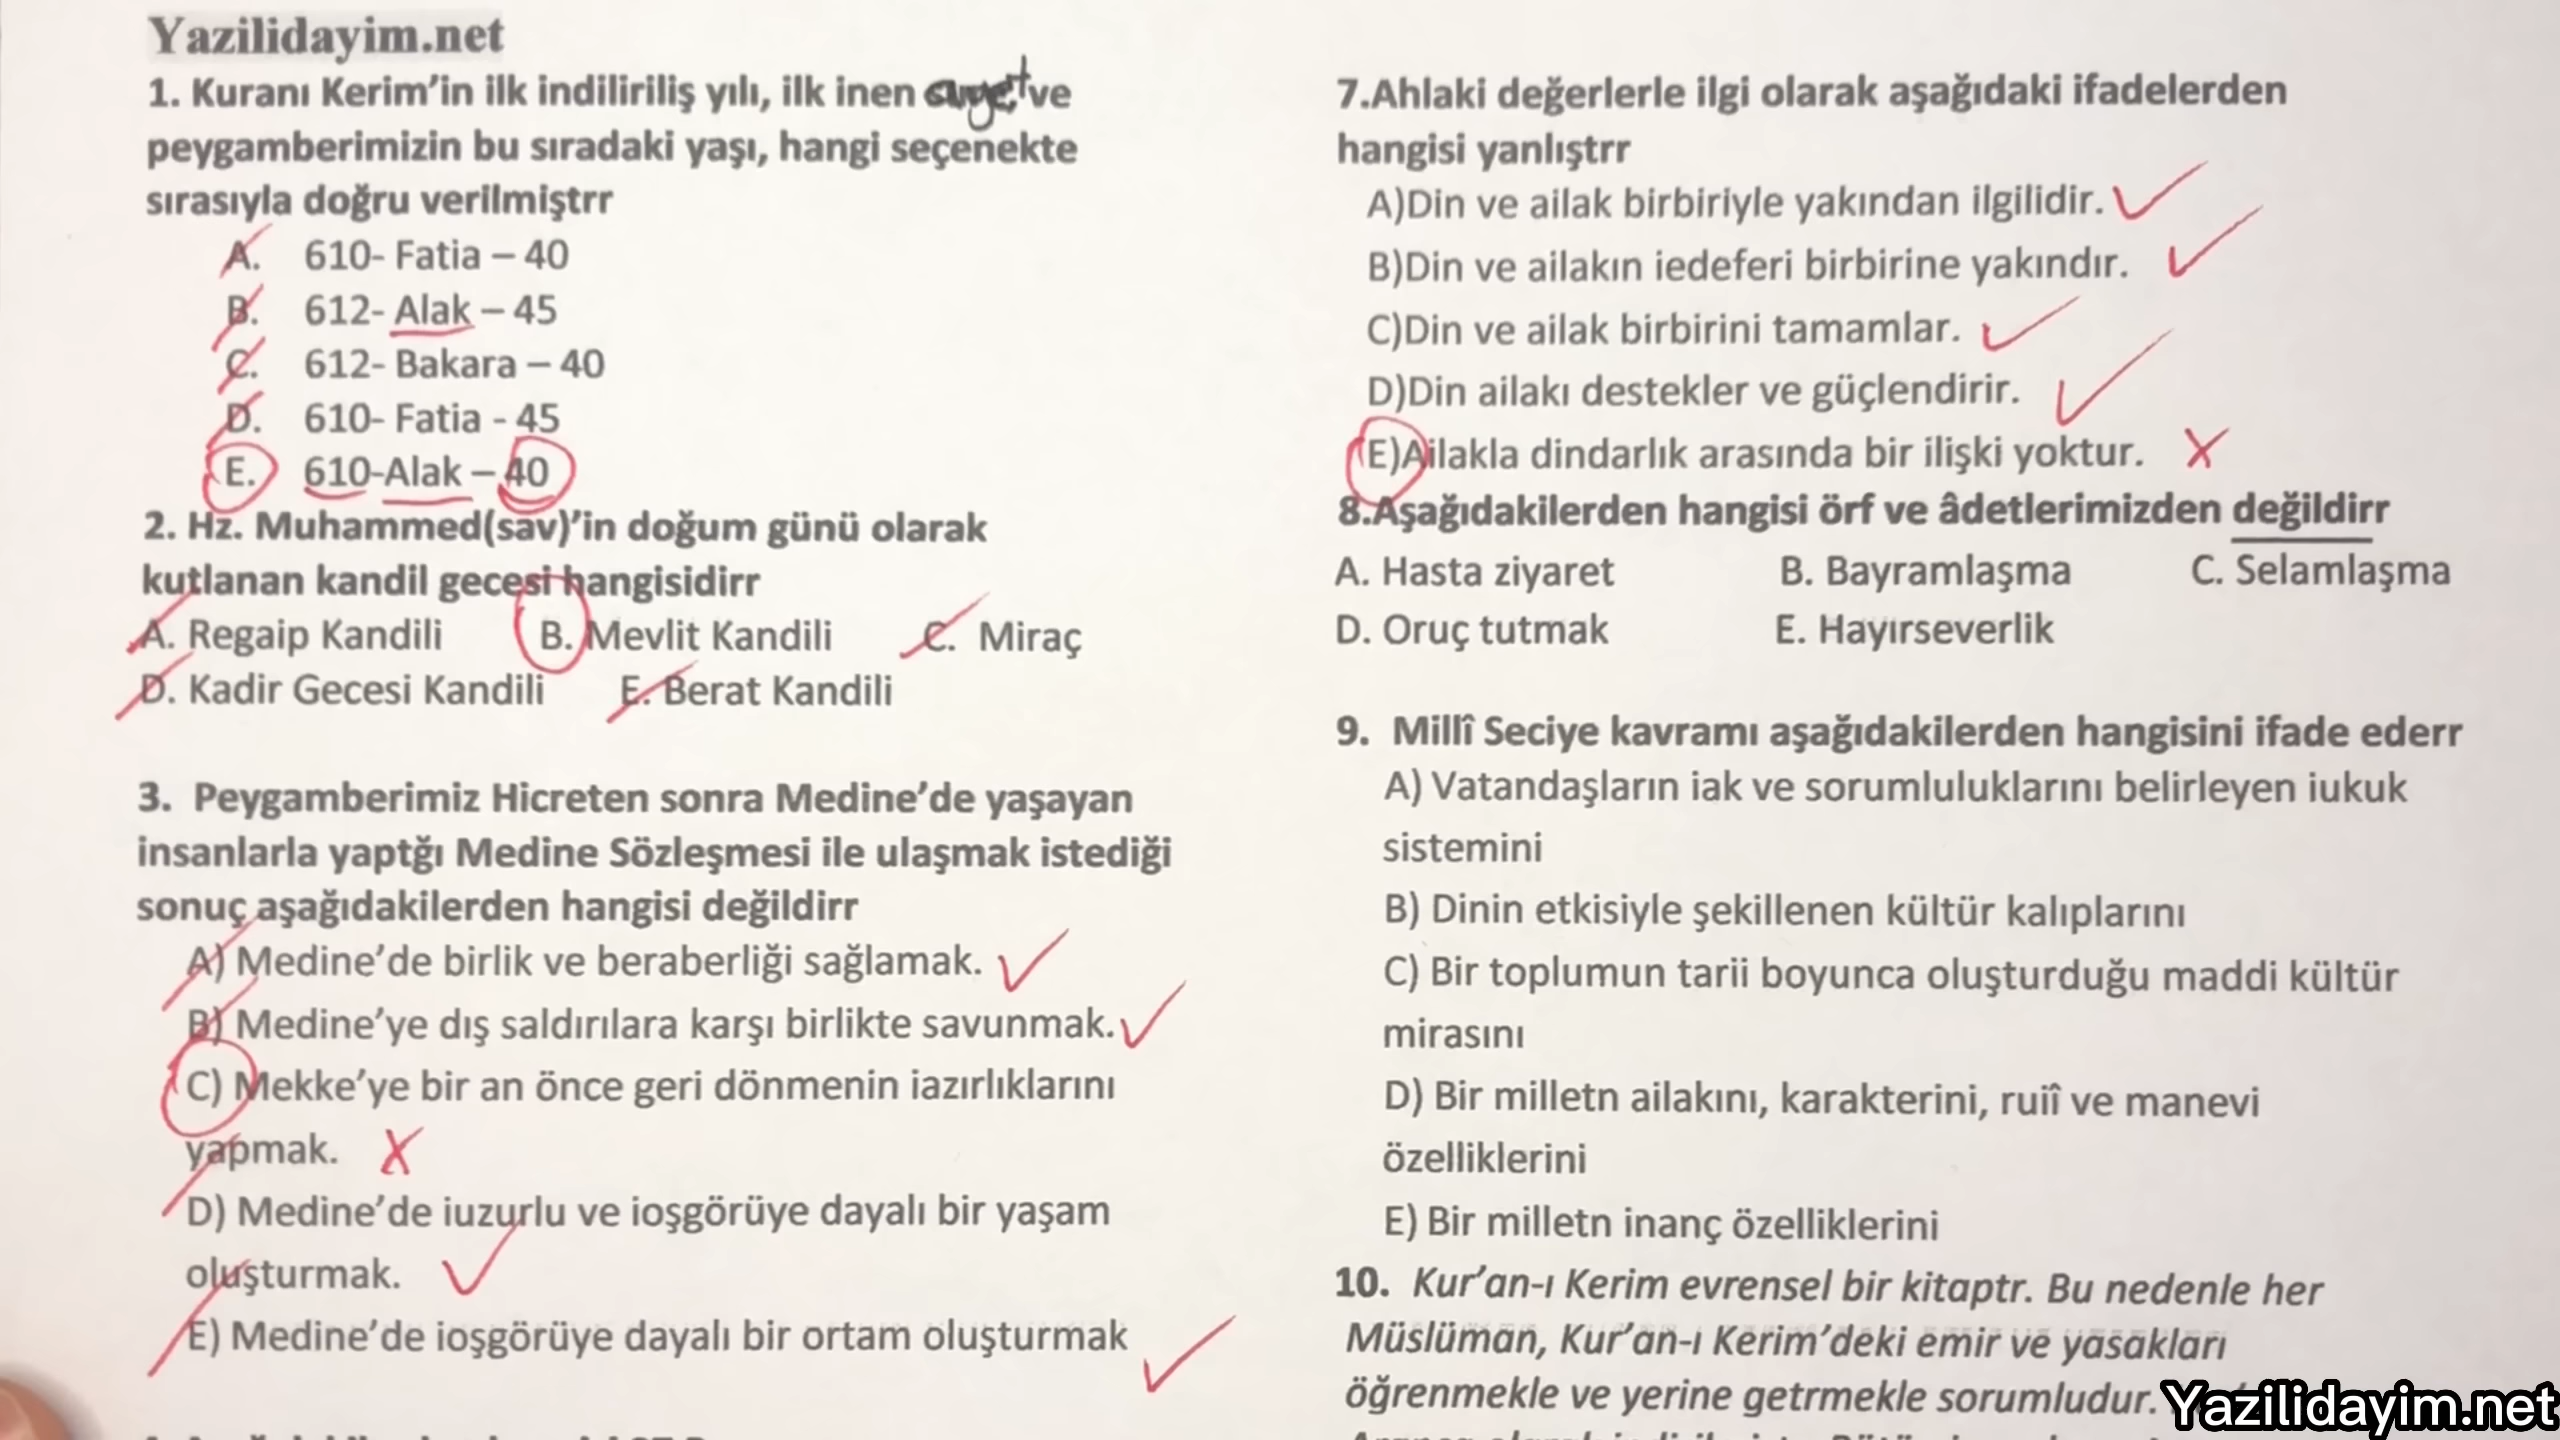 Yazilidayim.net
1. Kuranı Kerim’in ilk indiliriliş yılı, ilk inen ayet ve
peygamberimizin bu sıradaki yaşı, hangi seçenekte
sırasıyla doğru verilmiştrr
A. 610- Fatia – 40
B. 612- Alak – 45
C. 612- Bakara – 40
D. 610- Fatia - 45
E. 610-Alak – 40
2. Hz. Muhammed(sav)’in doğum günü olarak
kutlanan kandil gecesi hangisidirr
A. Regaip Kandili B. Mevlit Kandili C. Miraç
D. Kadir Gecesi Kandili E. Berat Kandili
3. Peygamberimiz Hicreten sonra Medine’de yaşayan
insanlarla yaptğı Medine Sözleşmesi ile ulaşmak istediği
sonuç aşağıdakilerden hangisi değildirr
A) Medine’de birlik ve beraberliği sağlamak.
B) Medine’ye dış saldırılara karşı birlikte savunmak.
C) Mekke’ye bir an önce geri dönmenin iazırlıklarını
yapmak.
D) Medine’de iuzurlu ve ioşgörüye dayalı bir yaşam
oluşturmak.
E) Medine’de ioşgörüye dayalı bir ortam oluşturmak
7.Ahlaki değerlerle ilgi olarak aşağıdaki ifadelerden
hangisi yanlıştrr
A)Din ve ailak birbiriyle yakından ilgilidir.
B)Din ve ailakın iedeferi birbirine yakındır.
C)Din ve ailak birbirini tamamlar.
D)Din ailakı destekler ve güçlendirir.
E)Ailakla dindarlık arasında bir ilişki yoktur.
8.Aşağıdakilerden hangisi örf ve âdetlerimizden değildirr
A. Hasta ziyaret B. Bayramlaşma C. Selamlaşma
D. Oruç tutmak E. Hayırseverlik
9. Millî Seciye kavramı aşağıdakilerden hangisini ifade ederr
A) Vatandaşların iak ve sorumluluklarını belirleyen iukuk
sistemini
B) Dinin etkisiyle şekillenen kültür kalıplarını
C) Bir toplumun tarii boyunca oluşturduğu maddi kültür
mirasını
D) Bir milletn ailakını, karakterini, ruiî ve manevi
özelliklerini
E) Bir milletn inanç özelliklerini
10. Kur’an-ı Kerim evrensel bir kitaptr. Bu nedenle her
Müslüman, Kur’an-ı Kerim’deki emir ve yasakları
öğrenmekle ve yerine getrmekle sorumludur.
Yazilidayim.net